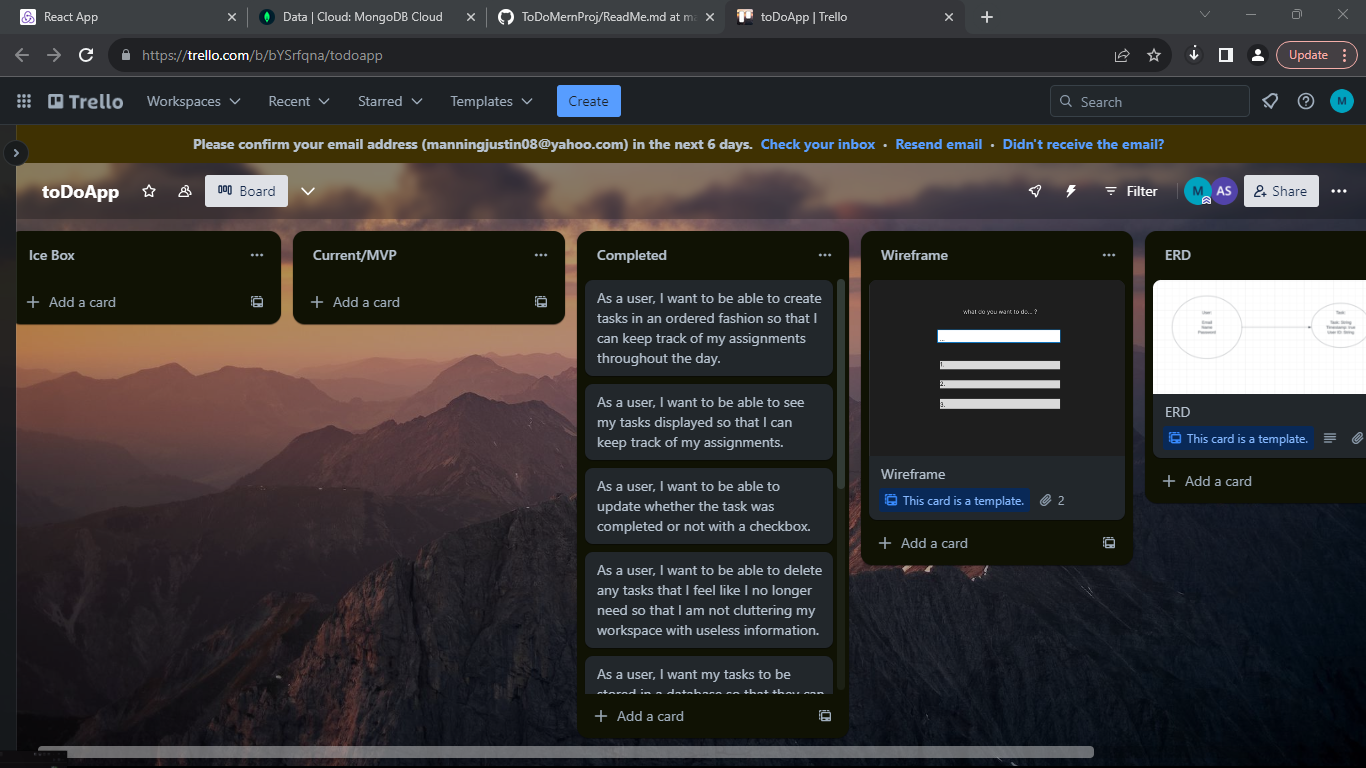 React App
Data | Cloud: MongoDB Cloud
ToDoMernProj/ReadMe.md at ma
toDoApp | Trello
https://trello.com/b/bYSrfqna/todoapp
Update
Trello
Workspaces
Recent
Starred
Templates
Create
Search
M
Please confirm your email address (manningjustin08@yahoo.com) in the next 6 days. Check your inbox • Resend email • Didn't receive the email?
toDoApp
Board
Filter
M
AS
Share
Ice Box
Add a card
Current/MVP
Add a card
Completed
As a user, I want to be able to create
tasks in an ordered fashion so that I
can keep track of my assignments
throughout the day.
As a user, I want to be able to see
my tasks displayed so that I can
keep track of my assignments.
As a user, I want to be able to
update whether the task was
completed or not with a checkbox.
As a user, I want to be able to delete
any tasks that I feel like I no longer
need so that I am not cluttering my
workspace with useless information.
As a user, I want my tasks to be
stored in a database so that they can
Add a card
Wireframe
what do you want to do... ?
...
1.
2.
3.
Wireframe
This card is a template.
2
Add a card
ERD
User:
Email
Name
Password
Task:
Task: String
Timestamp: true
User ID: String
ERD
This card is a template.
Add a card